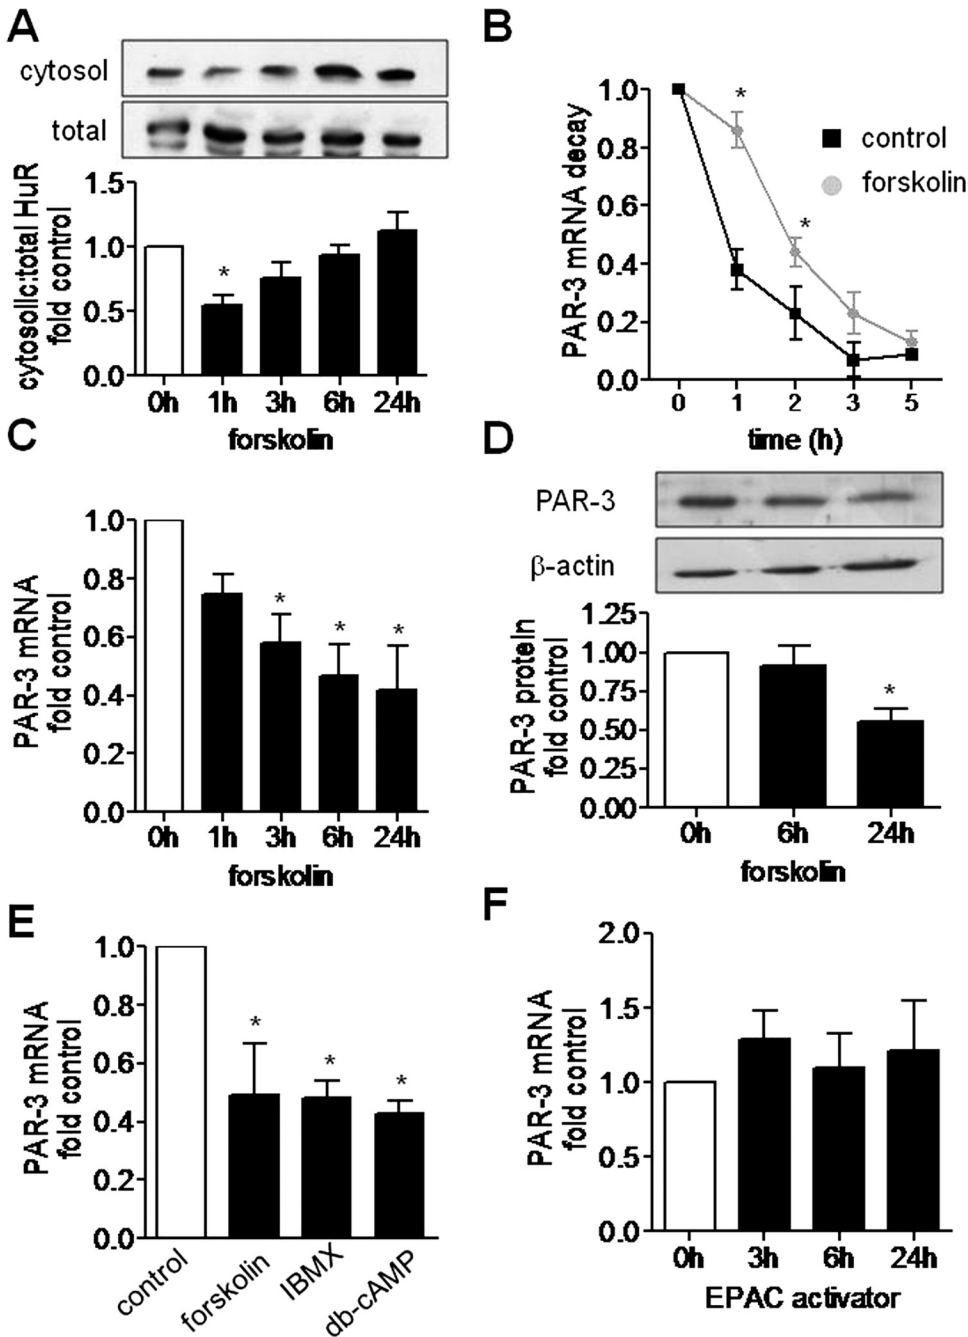 A
cytosol
total
cytosolic:total HuR
fold control
1.5
1.0
0.5
0.0
*
0h 1h 3h 6h 24h
forskolin
B
PAR-3 mRNA decay
1.0
0.8
0.6
0.4
0.2
0.0
*
*
control
forskolin
0 1 2 3 5
time (h)
C
PAR-3 mRNA
fold control
1.0
0.8
0.6
0.4
0.2
0.0
* * *
0h 1h 3h 6h 24h
forskolin
D
PAR-3
β-actin
PAR-3 protein
fold control
1.25
1.00
0.75
0.50
0.25
0.00
*
0h 6h 24h
forskolin
E
PAR-3 mRNA
fold control
1.0
0.8
0.6
0.4
0.2
0.0
* * *
control
forskolin
IBMX
db-cAMP
F
PAR-3 mRNA
fold control
2.0
1.5
1.0
0.5
0.0
0h 3h 6h 24h
EPAC activator